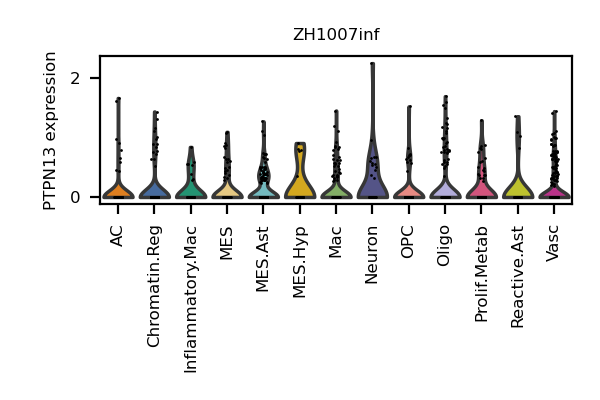 ZH1007inf
PTPN13 expression
2
0
AC
Chromatin.Reg
Inflammatory.Mac
MES
MES.Ast
MES.Hyp
Mac
Neuron
OPC
Oligo
Prolif.Metab
Reactive.Ast
Vasc